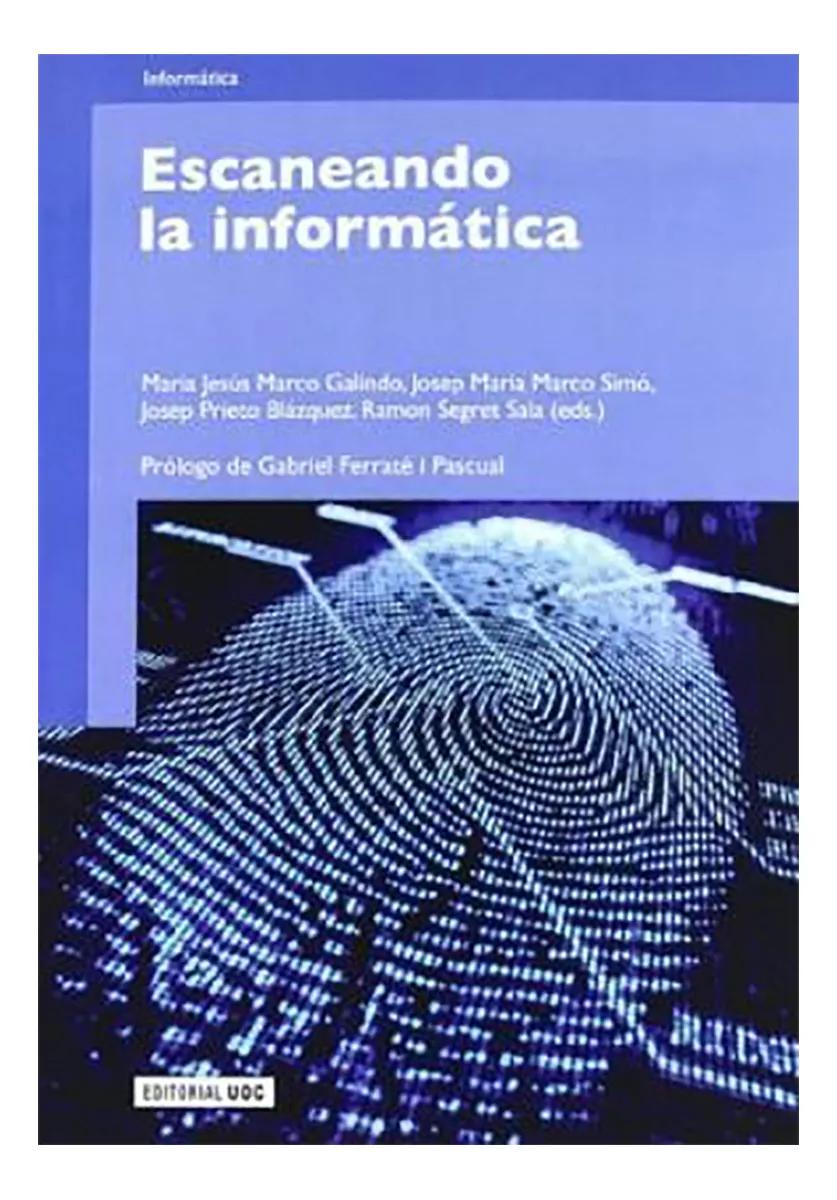 Informática
Escaneando
la informática
Maria Jesús Marco Galindo, Josep Maria Marco Simó,
Josep Prieto Blázquez, Ramon Segret Sala (eds.)
Prólogo de Gabriel Ferraté I Pascual
EDITORIAL UOC